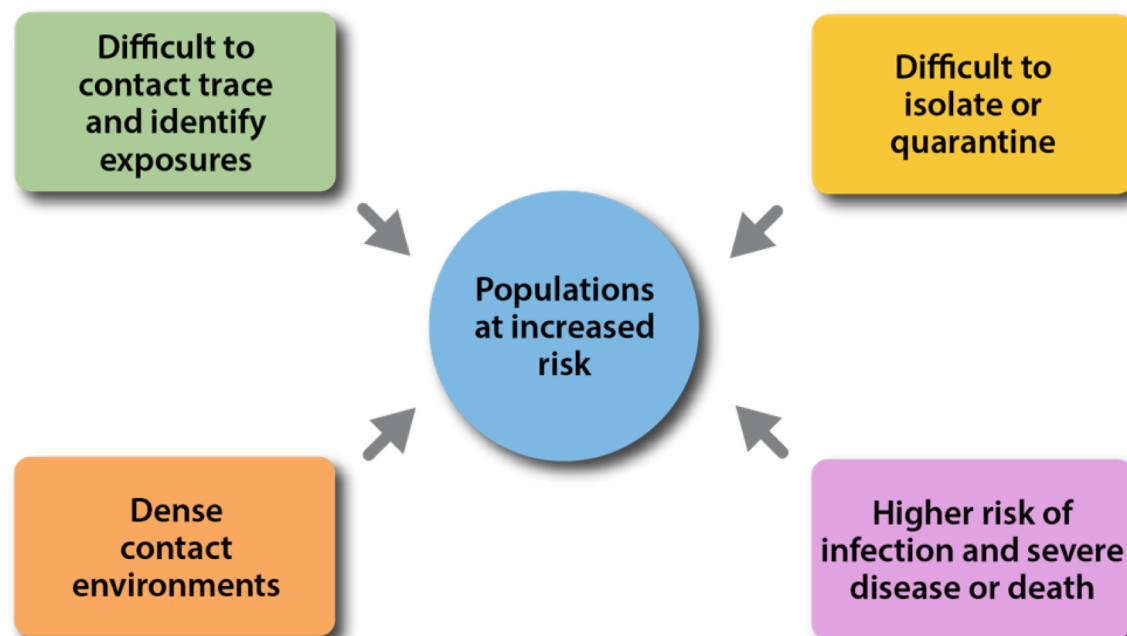 Difficult to
contact trace
and identify
exposures
Difficult to
isolate or
quarantine
Populations
at increased
risk
Dense
contact
environments
Higher risk of
infection and severe
disease or death